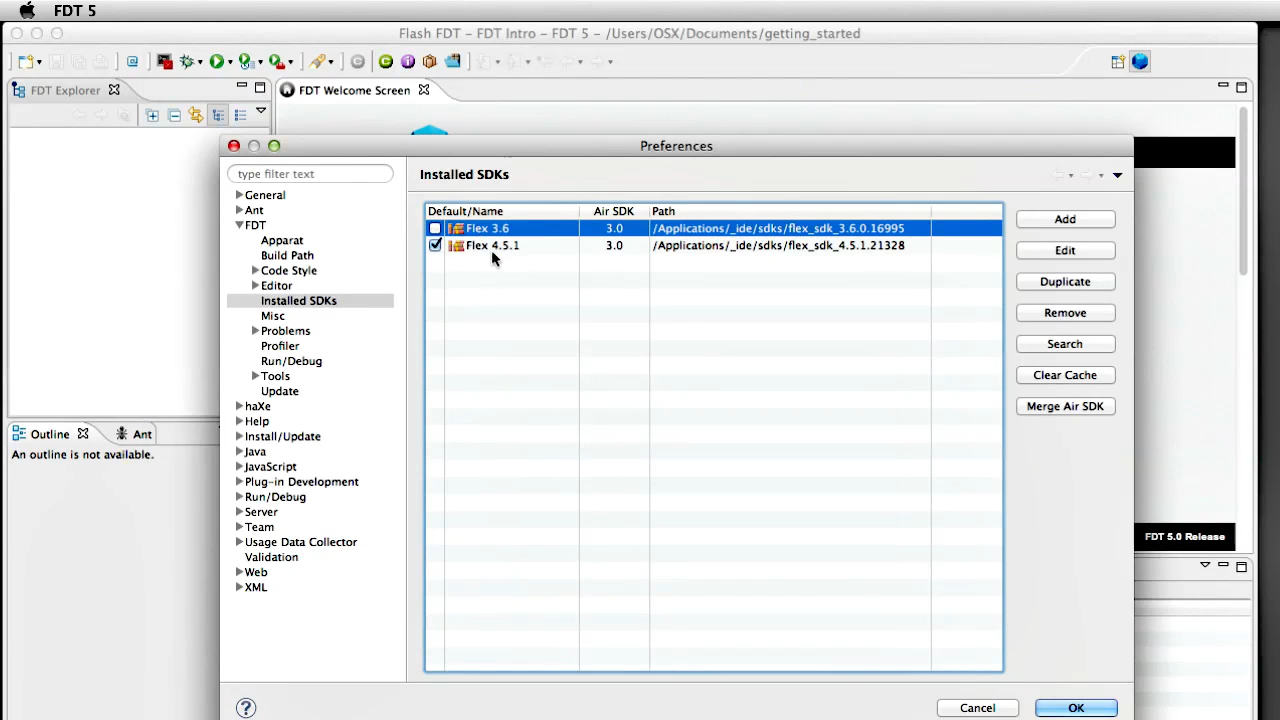 FDT 5
Flash FDT - FDT Intro - FDT 5 - /Users/OSX/Documents/getting_started
FDT Explorer
FDT Welcome Screen
Preferences
type filter text
General
Ant
FDT
Apparat
Build Path
Code Style
Editor
Installed SDKs
Misc
Problems
Profiler
Run/Debug
Tools
Update
haXe
Help
Install/Update
Java
JavaScript
Plug-in Development
Run/Debug
Server
Team
Usage Data Collector
Validation
Web
XML
Installed SDKs
Default/Name Air SDK Path
Flex 3.6 3.0 /Applications/_ide/sdks/flex_sdk_3.6.0.16995
Flex 4.5.1 3.0 /Applications/_ide/sdks/flex_sdk_4.5.1.21328
Add
Edit
Duplicate
Remove
Search
Clear Cache
Merge Air SDK
Cancel
OK
Outline
Ant
An outline is not available.
FDT 5.0 Release